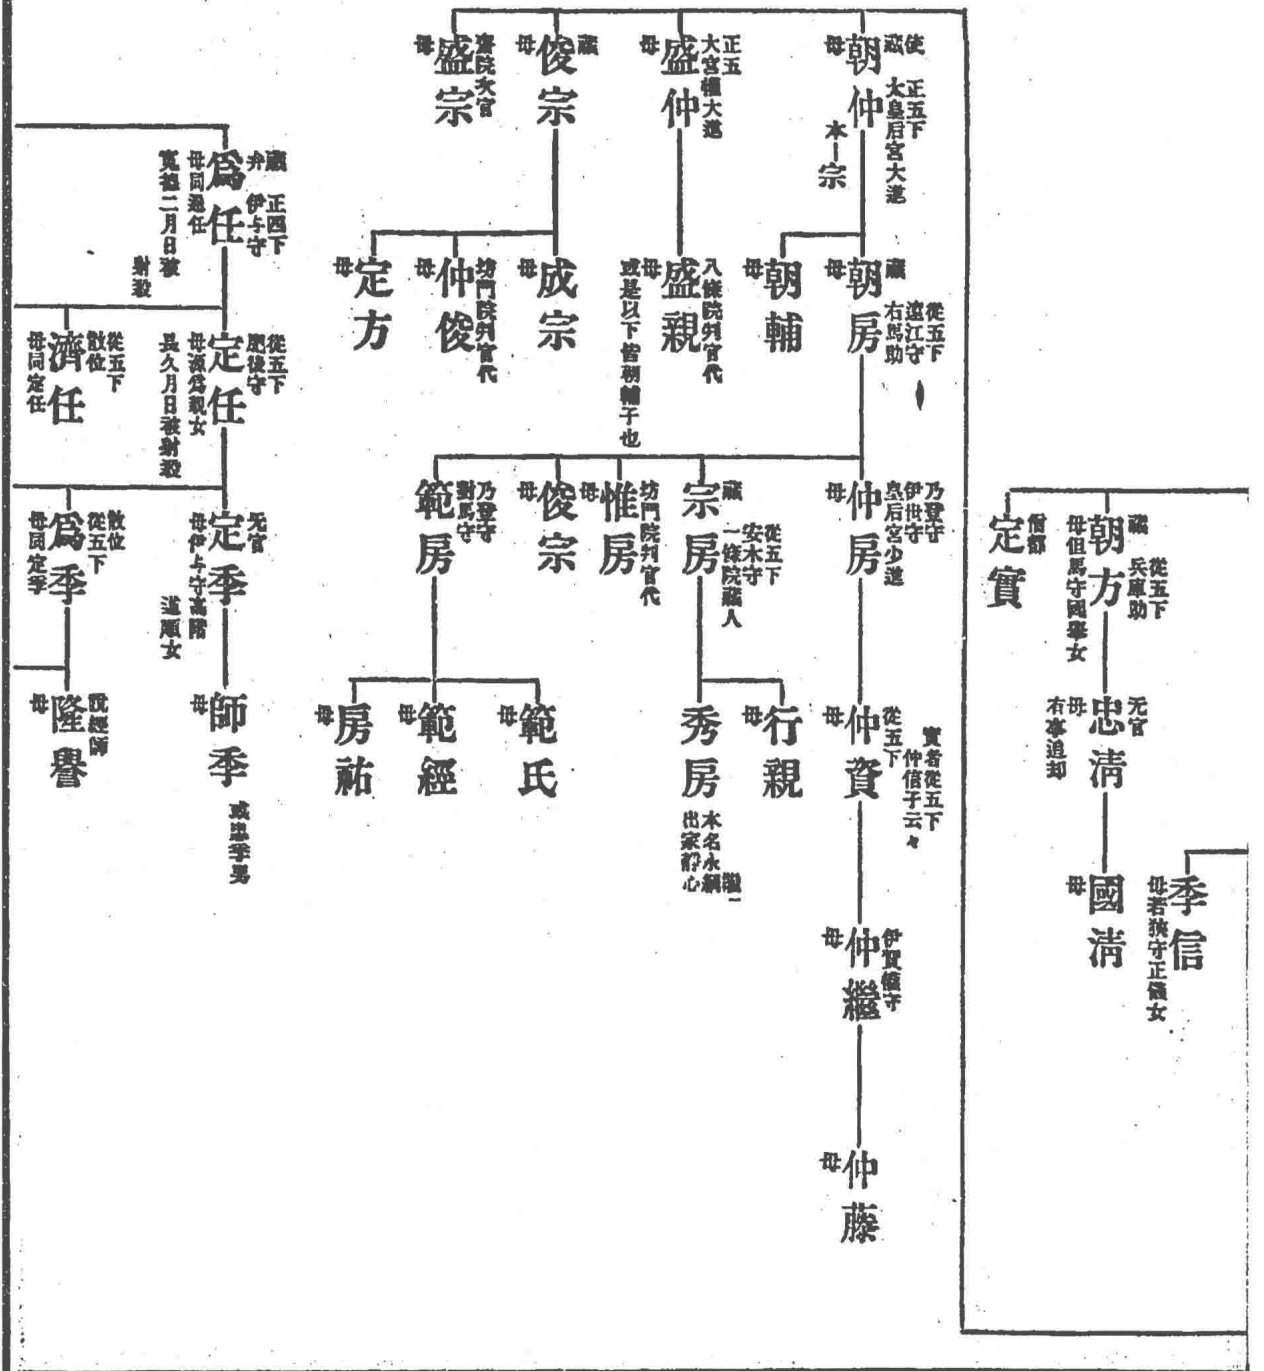 季信
母若狭守正儀女
藏
從五下
兵庫助
朝方
母但馬守國擧女
无官
忠清
母
右事追却
國清
母
僧都
定實
使
藏
正五下
太皇后宮大進
朝仲
母
本ー宗
藏
從五下
遠江守
右馬助
朝房
母
乃登守
伊世守
皇后宮少進
仲房
母
實者從五下
仲信子云々
從五下
仲資
母
伊賀權守
仲繼
母
仲藤
母
藏
從五下
安木守
一條院藏人
宗房
母
行親
母
秀房
本名永綱
出家靜心
坊門院判官代
惟房
母
俊宗
母
乃登守
對馬守
範房
範氏
母
範經
母
房祐
母
朝輔
母
正五
大宮權大進
盛仲
母
八條院判官代
盛親
母
或是以下皆朝輔子也
藏
俊宗
母
成宗
母
坊門院判官代
仲俊
母
定方
母
齋院次官
盛宗
母
藏
弁
正四下
伊与守
爲任
母同通任
寛德二月日被
射殺
從五下
肥後守
定任
母源爲親女
長久月日被射殺
无官
定季
母伊与守高階
道順女
師季
母
或忠季男
散位
從五下
爲季
母同定季
說經師
隆譽
母
從五下
散位
濟任
母同定任